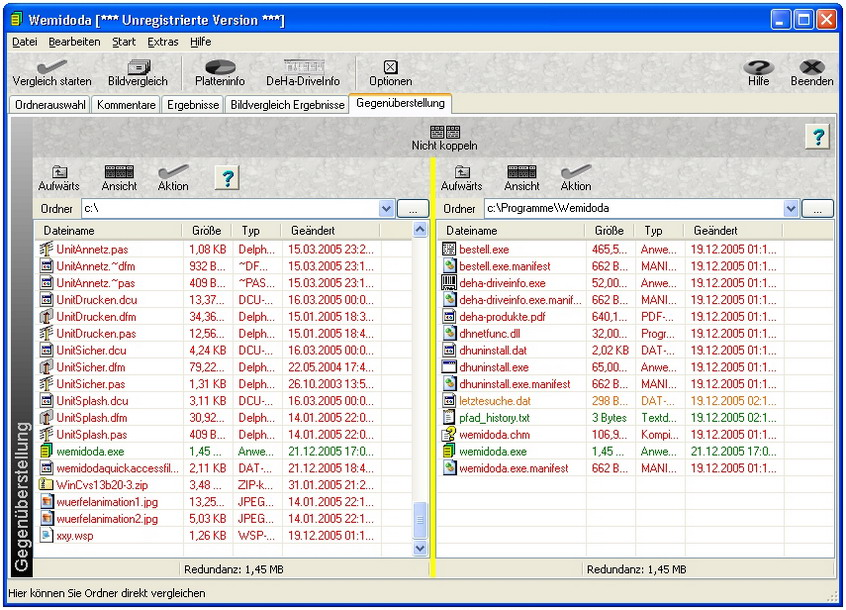 Wemidoda [*** Unregistrierte Version ***]
Datei Bearbeiten Start Extras Hilfe
Vergleich starten Bildvergleich Platteninfo DeHa-DriveInfo Optionen Hilfe Beenden
Ordnerauswahl Kommentare Ergebnisse Bildvergleich Ergebnisse Gegenüberstellung
Nicht koppeln
Gegenüberstellung
Aufwärts Ansicht Aktion
Ordner c:\ ...
Dateiname Größe Typ Geändert
UnitAnnetz.pas 1,08 KB Delph... 15.03.2005 23:2...
UnitAnnetz.~dfm 932 B... ~DF... 15.03.2005 23:1...
UnitAnnetz.~pas 409 B... ~PAS... 15.03.2005 23:1...
UnitDrucken.dcu 13,37... DCU-... 16.03.2005 00:0...
UnitDrucken.dfm 34,36... Delph... 15.01.2005 18:3...
UnitDrucken.pas 12,56... Delph... 15.01.2005 18:4...
UnitSicher.dcu 4,24 KB DCU-... 16.03.2005 00:0...
UnitSicher.dfm 79,22... Delph... 22.05.2004 17:4...
UnitSicher.pas 1,31 KB Delph... 26.10.2003 13:5...
UnitSplash.dcu 3,11 KB DCU-... 16.03.2005 00:0...
UnitSplash.dfm 30,92... Delph... 14.01.2005 22:0...
UnitSplash.pas 409 B... Delph... 14.01.2005 22:0...
wemidoda.exe 1,45 ... Anwe... 21.12.2005 17:0...
wemidodaquickaccessfil... 2,11 KB DAT-... 21.12.2005 18:4...
WinCvs13b20-3.zip 3,48 ... ZIP-k... 31.01.2005 21:2...
wuerfelanimation1.jpg 13,25... JPEG... 14.01.2005 22:1...
wuerfelanimation2.jpg 5,03 KB JPEG... 14.01.2005 22:1...
xxy.wsp 1,26 KB WSP-... 19.12.2005 01:1...
Redundanz: 1,45 MB
Aufwärts Ansicht Aktion
Ordner c:\Programme\Wemidoda ...
Dateiname Größe Typ Geändert
bestell.exe 465,5... Anwe... 19.12.2005 01:1...
bestell.exe.manifest 662 B... MANI... 19.12.2005 01:1...
deha-driveinfo.exe 52,00... Anwe... 19.12.2005 01:1...
deha-driveinfo.exe.manif... 662 B... MANI... 19.12.2005 01:1...
deha-produkte.pdf 640,1... PDF-... 19.12.2005 01:1...
dhnetfunc.dll 32,00... Progr... 19.12.2005 01:1...
dhuninstall.dat 2,02 KB DAT-... 19.12.2005 01:1...
dhuninstall.exe 65,00... Anwe... 19.12.2005 01:1...
dhuninstall.exe.manifest 662 B... MANI... 19.12.2005 01:1...
letztesuche.dat 298 B... DAT-... 19.12.2005 02:1...
pfad_history.txt 3 Bytes Textd... 19.12.2005 02:1...
wemidoda.chm 106,9... Kompi... 19.12.2005 01:1...
wemidoda.exe 1,45 ... Anwe... 21.12.2005 17:0...
wemidoda.exe.manifest 662 B... MANI... 19.12.2005 01:1...
Redundanz: 1,45 MB
Hier können Sie Ordner direkt vergleichen